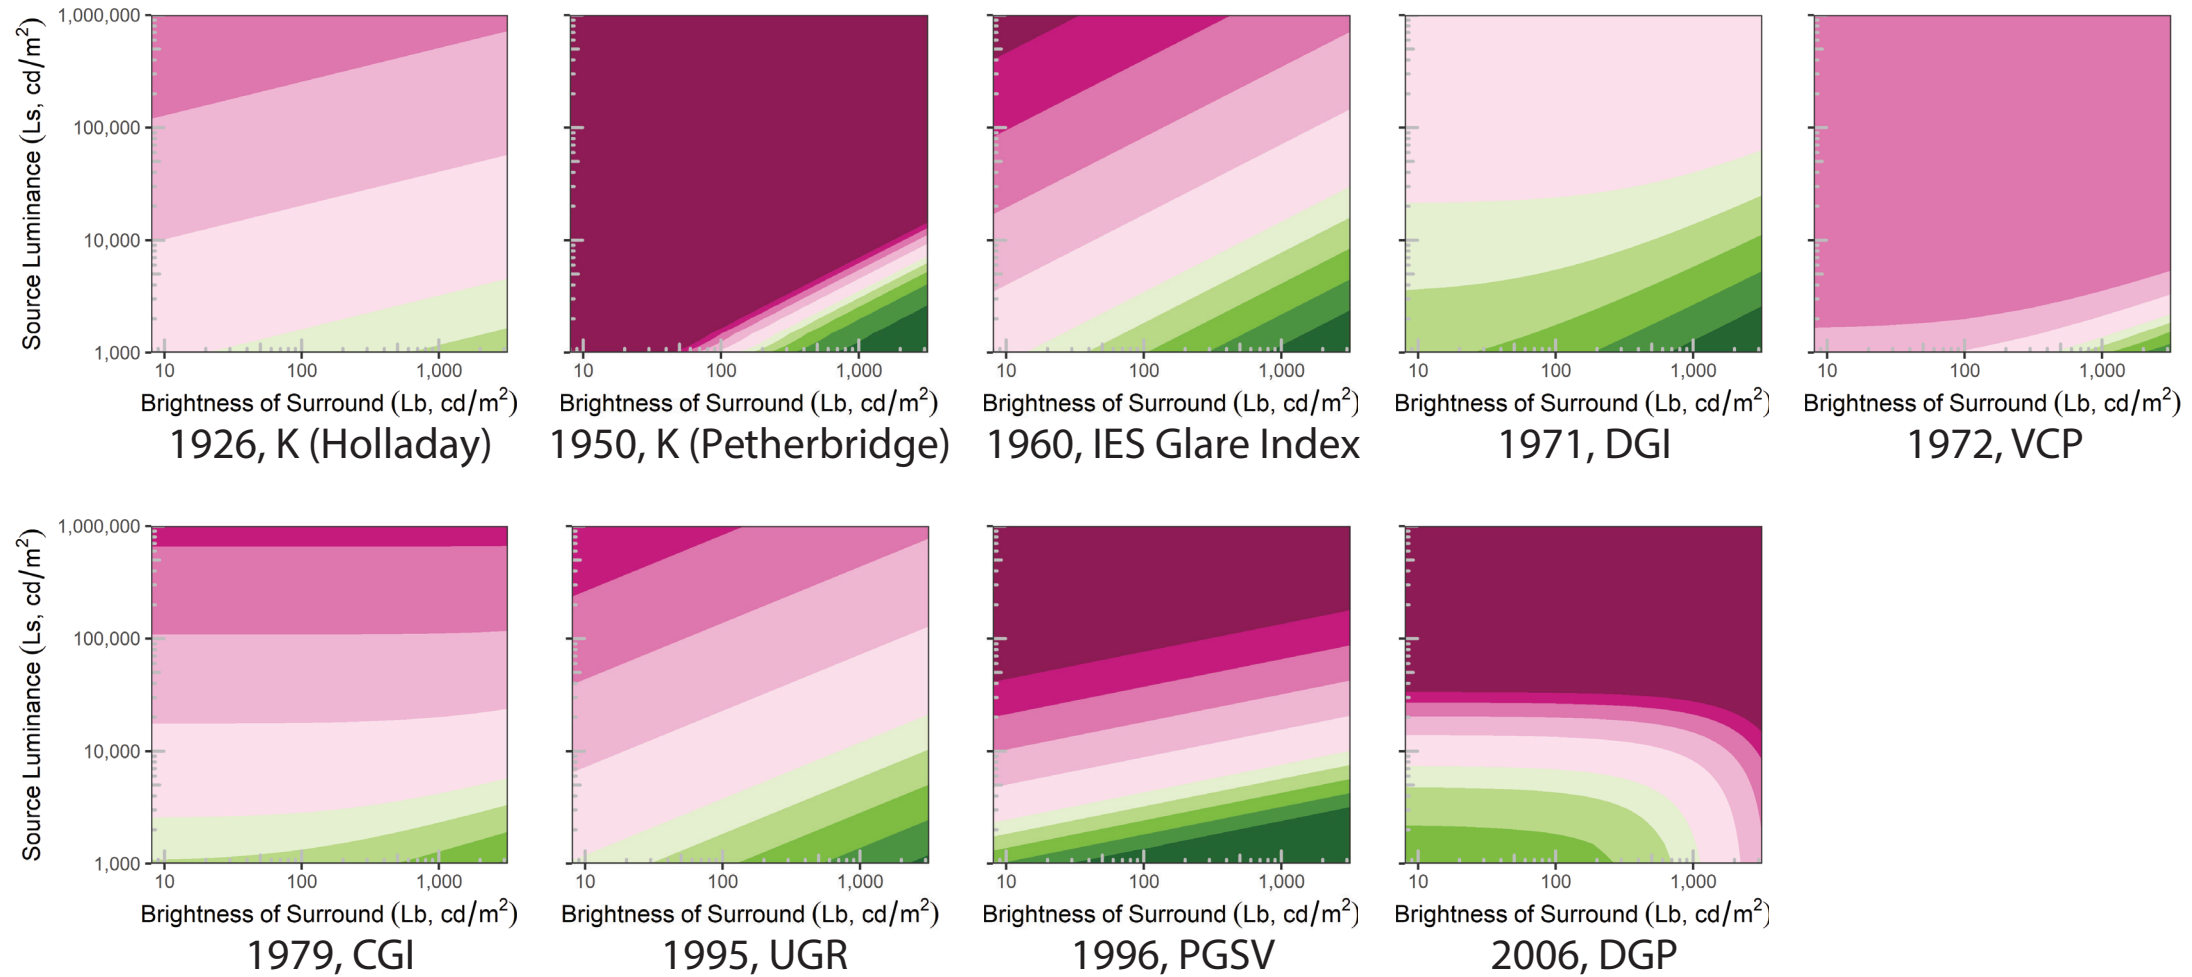 Source Luminance (Ls, cd/m²)
1,000,000
100,000
10,000
1,000
10 100 1,000
10 100 1,000
10 100 1,000
10 100 1,000
10 100 1,000
Brightness of Surround (Lb, cd/m²)
Brightness of Surround (Lb, cd/m²)
Brightness of Surround (Lb, cd/m²)
Brightness of Surround (Lb, cd/m²)
Brightness of Surround (Lb, cd/m²)
1926, K (Holladay)
1950, K (Petherbridge)
1960, IES Glare Index
1971, DGI
1972, VCP
Source Luminance (Ls, cd/m²)
1,000,000
100,000
10,000
1,000
10 100 1,000
10 100 1,000
10 100 1,000
10 100 1,000
Brightness of Surround (Lb, cd/m²)
Brightness of Surround (Lb, cd/m²)
Brightness of Surround (Lb, cd/m²)
Brightness of Surround (Lb, cd/m²)
1979, CGI
1995, UGR
1996, PGSV
2006, DGP